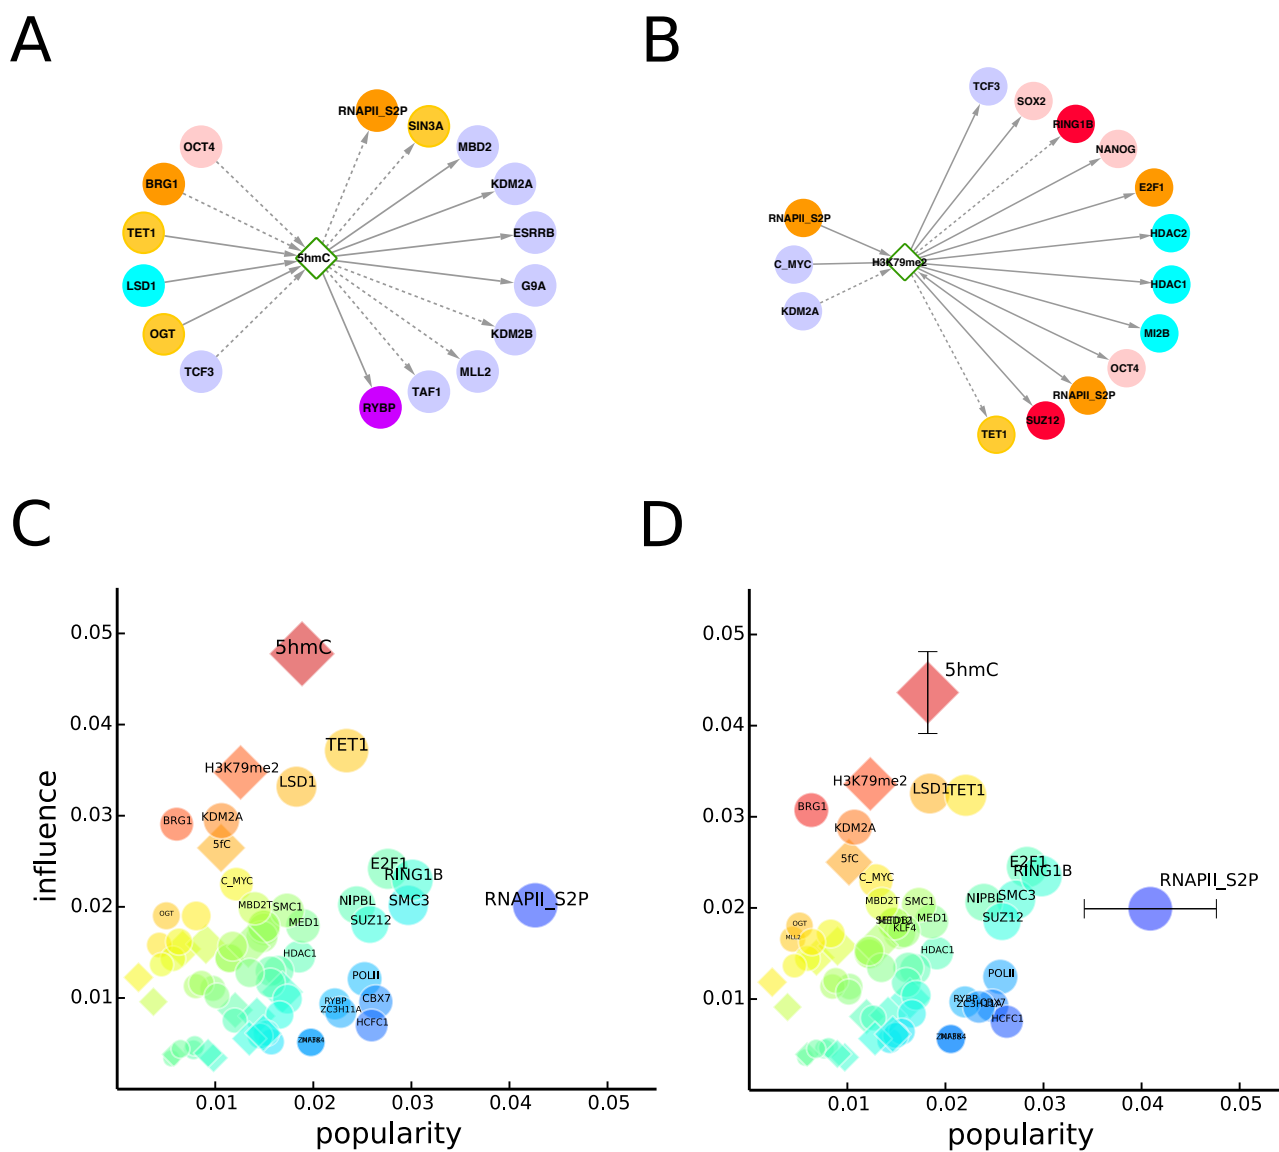 A
RNAPII_S2P
SIN3A
OCT4
MBD2
BRG1
KDM2A
TET1
ESRRB
5hmC
LSD1
G9A
OGT
KDM2B
TCF3
MLL2
TAF1
RYBP
B
TCF3
SOX2
RING1B
NANOG
E2F1
RNAPII_S2P
HDAC2
C_MYC
H3K79me2
HDAC1
KDM2A
MI2B
OCT4
RNAPII_S2P
SUZ12
TET1
C
influence
0.05
0.04
0.03
0.02
0.01
5hmC
TET1
H3K79me2
LSD1
BRG1
KDM2A
5fC
E2F1
RING1B
C_MYC
RNAPII_S2P
NIPBL
SMC3
MBD2T
SMC1
OGT
SUZ12
MED1
HDAC1
POLII
RYBP
CBX7
ZC3H11A
HCFC1
0.01
0.02
0.03
0.04
0.05
popularity
D
0.05
0.04
0.03
0.02
0.01
5hmC
H3K79me2
LSD1
TET1
BRG1
KDM2A
5fC
E2F1
RING1B
C_MYC
RNAPII_S2P
MBD2T
SMC1
NIPBL
SMC3
OGT
MED1
SUZ12
KLF4
MLL2
HDAC1
POLII
RYBP
CBX7
ZC3H11A
HCFC1
0.01
0.02
0.03
0.04
0.05
popularity